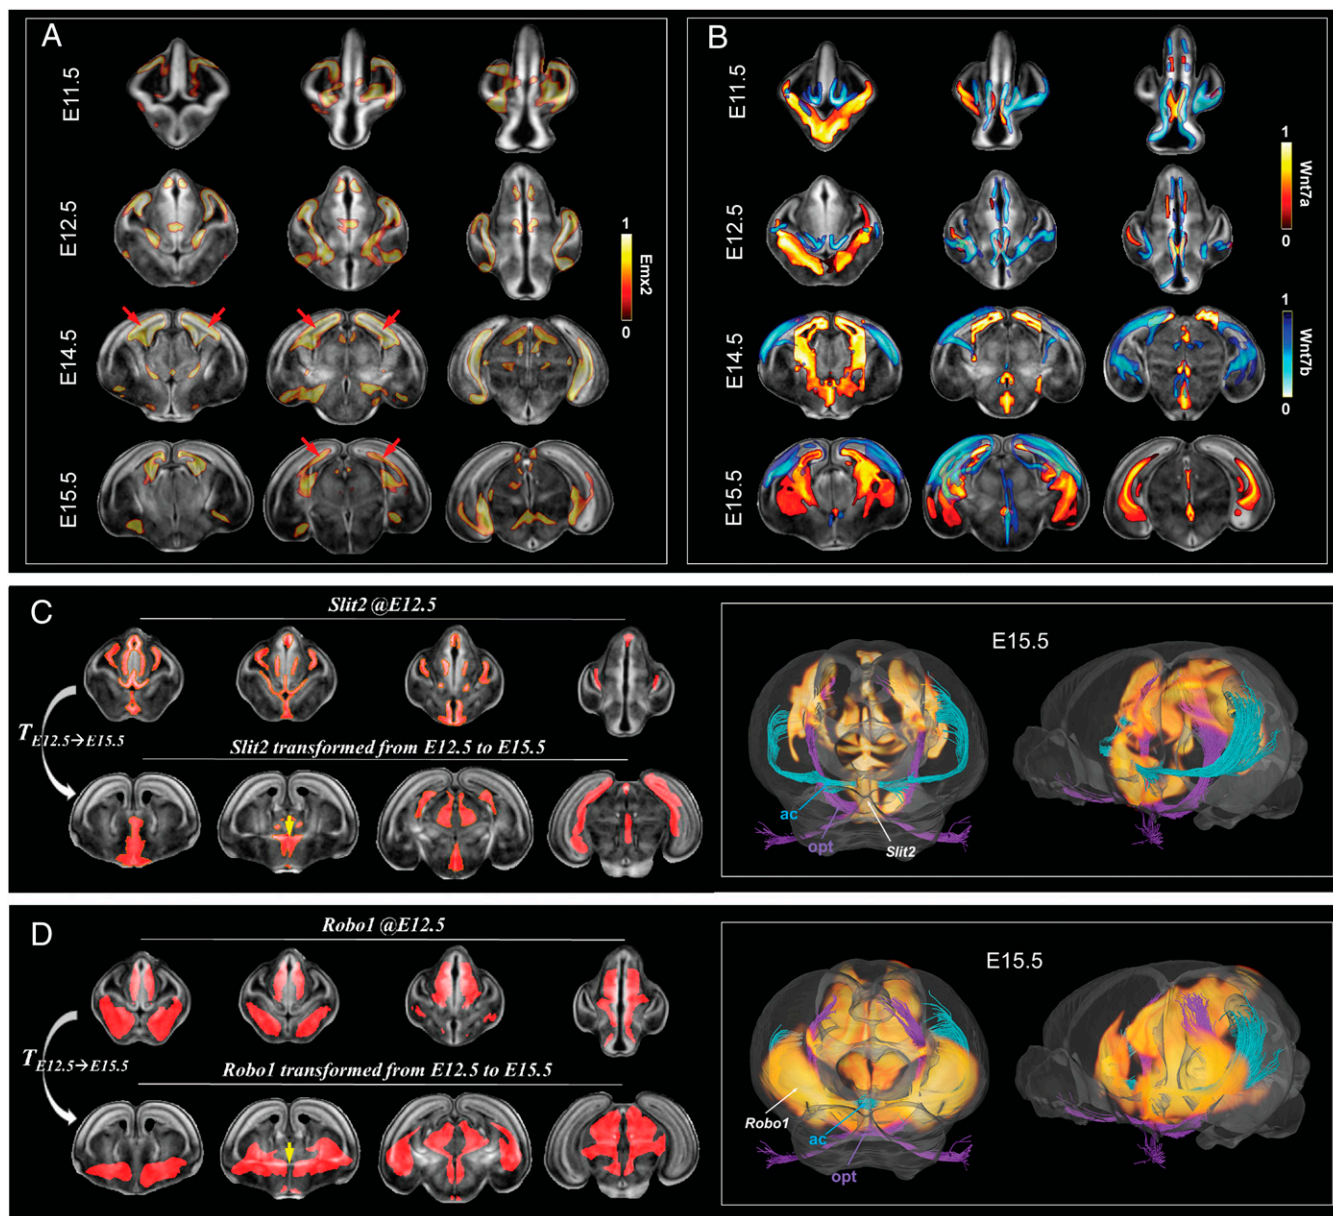 A
E11.5
E12.5
E14.5
E15.5
1
Emx2
0
B
E11.5
E12.5
E14.5
E15.5
1
Wnt7a
0
1
Wnt7b
0
C
Slit2 @E12.5
T E12.5→E15.5
Slit2 transformed from E12.5 to E15.5
E15.5
ac
opt
Slit2
D
Robo1 @E12.5
T E12.5→E15.5
Robo1 transformed from E12.5 to E15.5
E15.5
Robo1
ac
opt